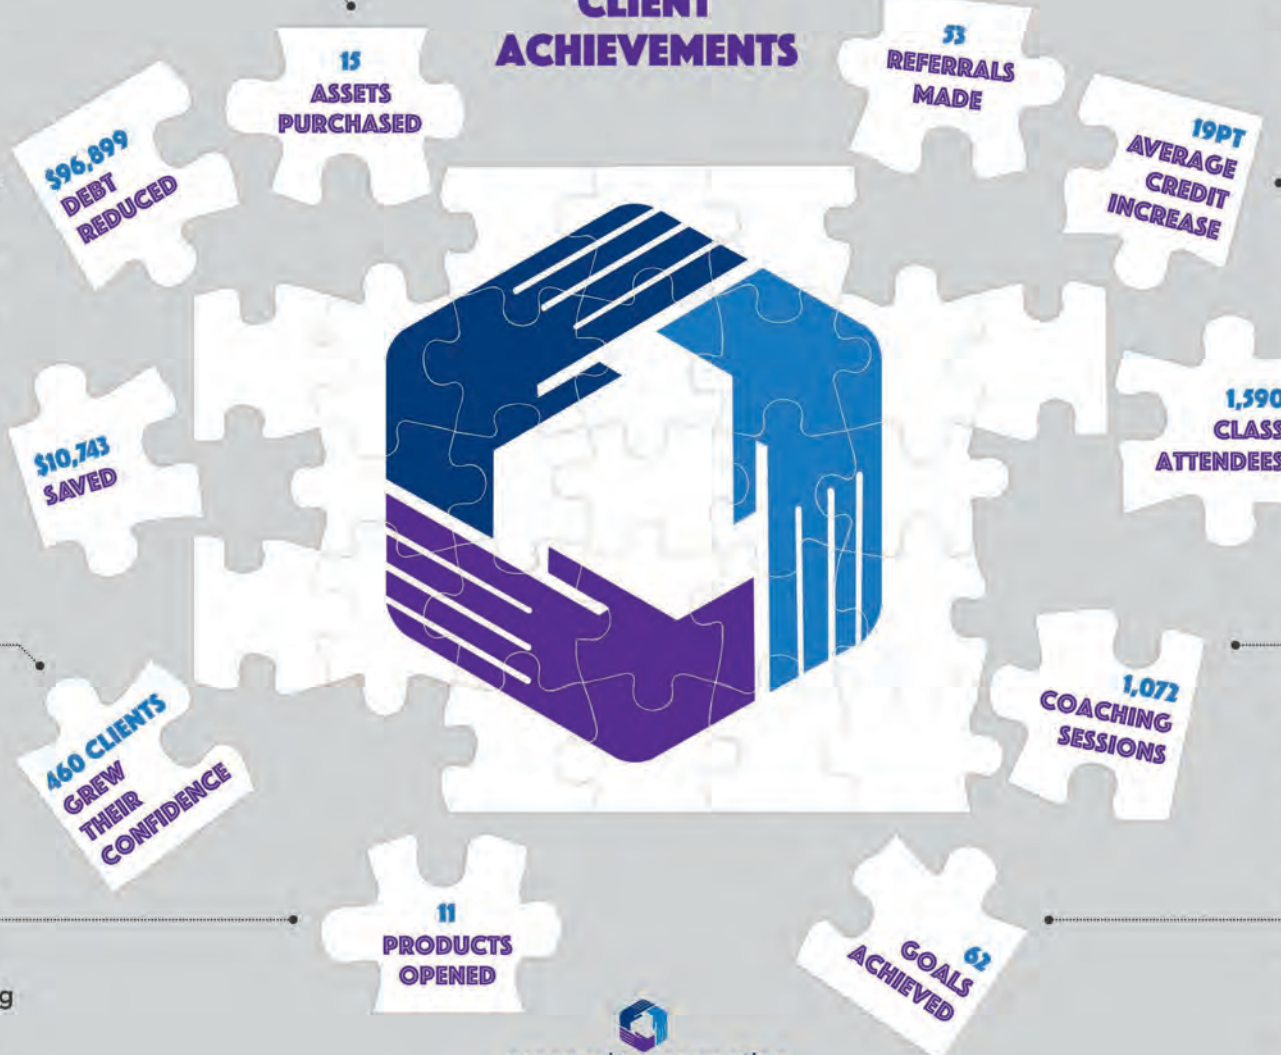 CLIENT
ACHIEVEMENTS
15
ASSETS
PURCHASED
53
REFERRALS
MADE
$96,899
DEBT
REDUCED
19PT
AVERAGE
CREDIT
INCREASE
$10,743
SAVED
1,590
CLASS
ATTENDEES
460 CLIENTS
GREW
THEIR
CONFIDENCE
1,072
COACHING
SESSIONS
11
PRODUCTS
OPENED
62
GOALS
ACHIEVED
g